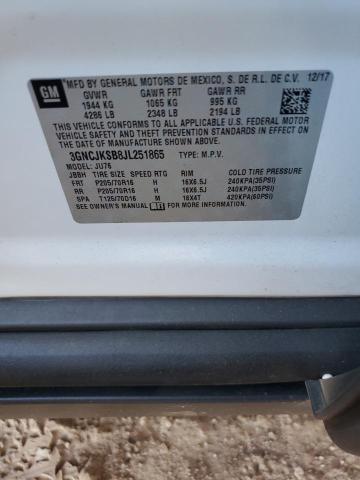 GM
MFD BY GENERAL MOTORS DE MEXICO, S. DE R.L. DE C.V. 12/17
GVWR GAWR FRT GAWR RR
1944 KG 1065 KG 995 KG
4286 LB 2348 LB 2194 LB
THIS VEHICLE CONFORMS TO ALL APPLICABLE U.S. FEDERAL MOTOR
VEHICLE SAFETY, BUMPER, AND THEFT PREVENTION STANDARDS IN
EFFECT ON THE DATE OF MANUFACTURE SHOWN ABOVE.
3GNCJKSB8JL251865 TYPE: M.P.V.
MODEL: JU76
JBBH TIRE SIZE SPEED RTG RIM COLD TIRE PRESSURE
FRT P205/70R16 H 16X6.5J 240KPA(35PSI)
RR P205/70R16 H 16X6.5J 240KPA(35PSI)
SPA T125/70D16 M 16X4T 420KPA(60PSI)
SEE OWNER'S MANUAL FOR MORE INFORMATION.